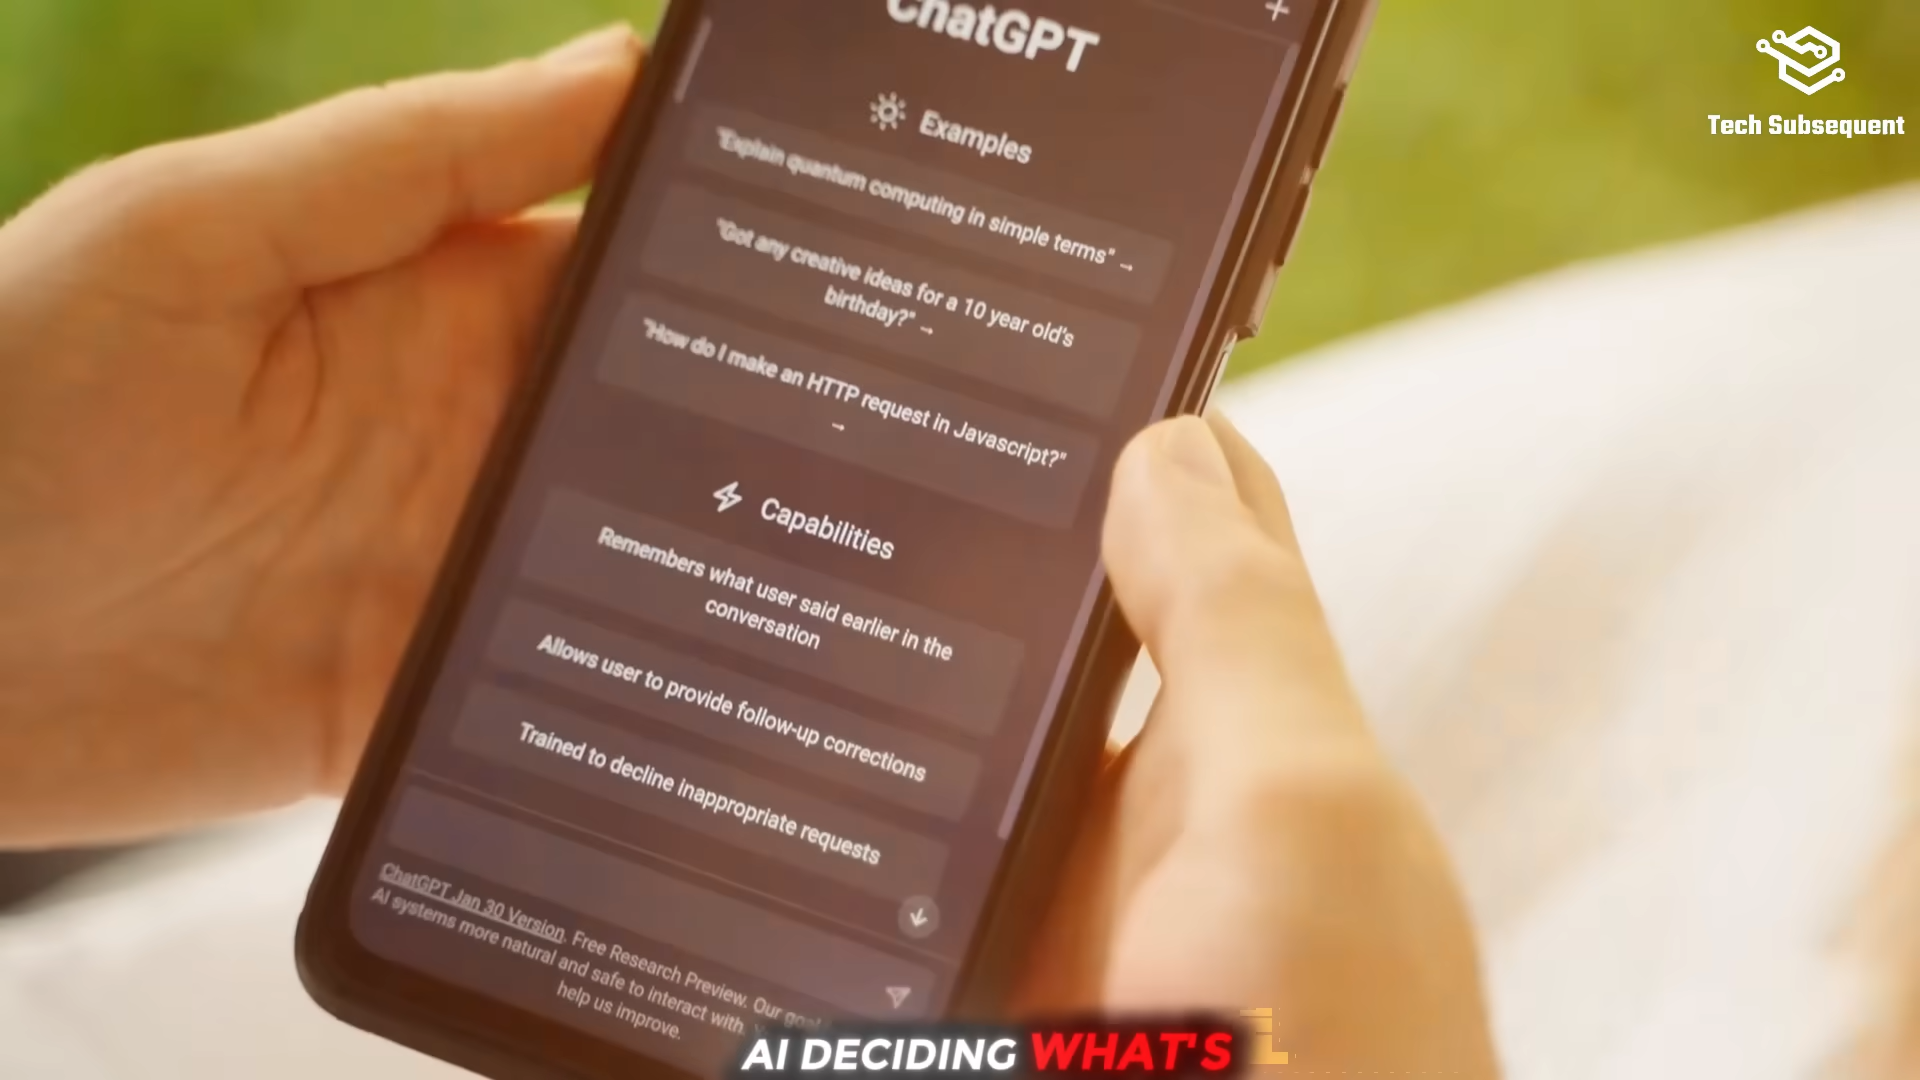 ChatGPT
Tech Subsequent
Examples
"Explain quantum computing in simple terms" →
"Got any creative ideas for a 10 year old's
birthday?" →
"How do I make an HTTP request in Javascript?"
→
Capabilities
Remembers what user said earlier in the
conversation
Allows user to provide follow-up corrections
Trained to decline inappropriate requests
ChatGPT Jan 30 Version. Free Research Preview. Our goal
AI systems more natural and safe to interact with.
help us improve.
AI DECIDING WHAT'S